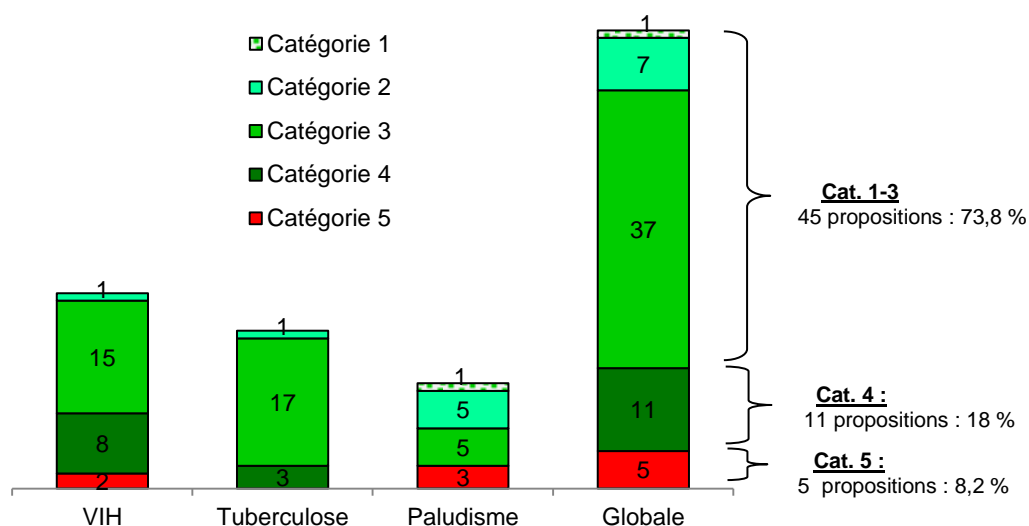 Catégorie 1
Catégorie 2
Catégorie 3
Catégorie 4
Catégorie 5
1
15
8
2
1
17
3
1
5
5
3
1
7
37
11
5
VIH
Tuberculose
Paludisme
Globale
Cat. 1-3
45 propositions : 73,8 %
Cat. 4 :
11 propositions : 18 %
Cat. 5 :
5 propositions : 8,2 %